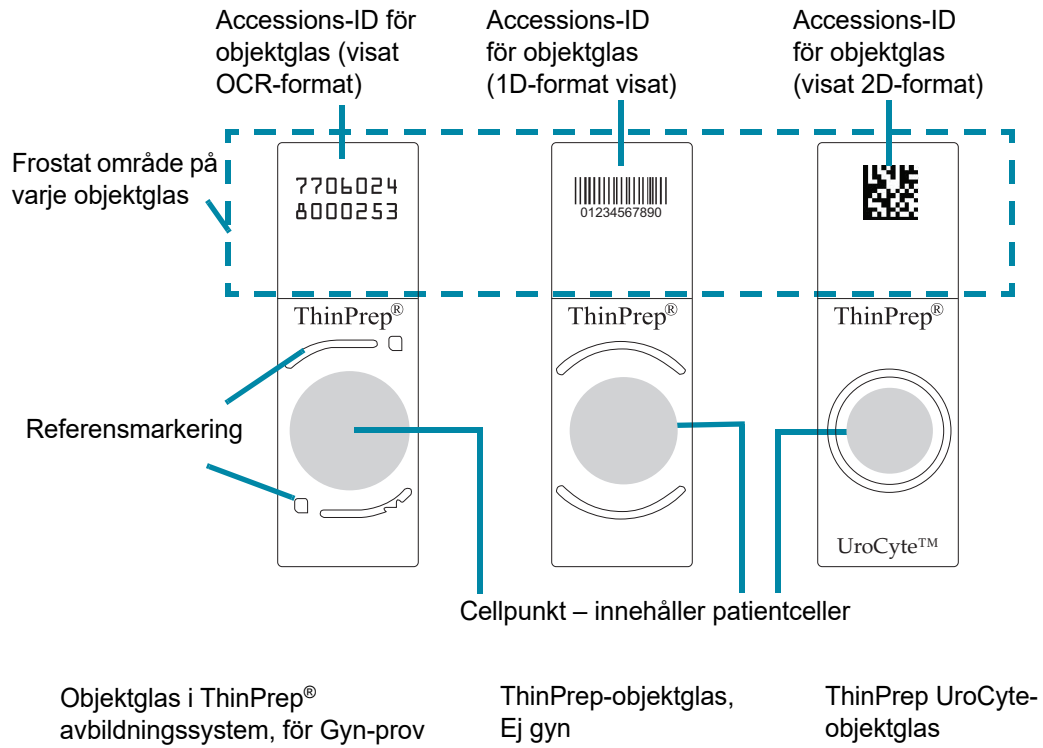 Accessions-ID för
objektglas (visat
OCR-format)
Accessions-ID
för objektglas
(1D-format visat)
Accessions-ID
för objektglas
(visat 2D-format)
Frostat område på
varje objektglas
7706024
8000253
01234567890
ThinPrep®
ThinPrep®
ThinPrep®
Referensmarkering
UroCyte™
Cellpunkt – innehåller patientceller
Objektglas i ThinPrep®
avbildningssystem, för Gyn-prov
ThinPrep-objektglas,
Ej gyn
ThinPrep UroCyte-
objektglas